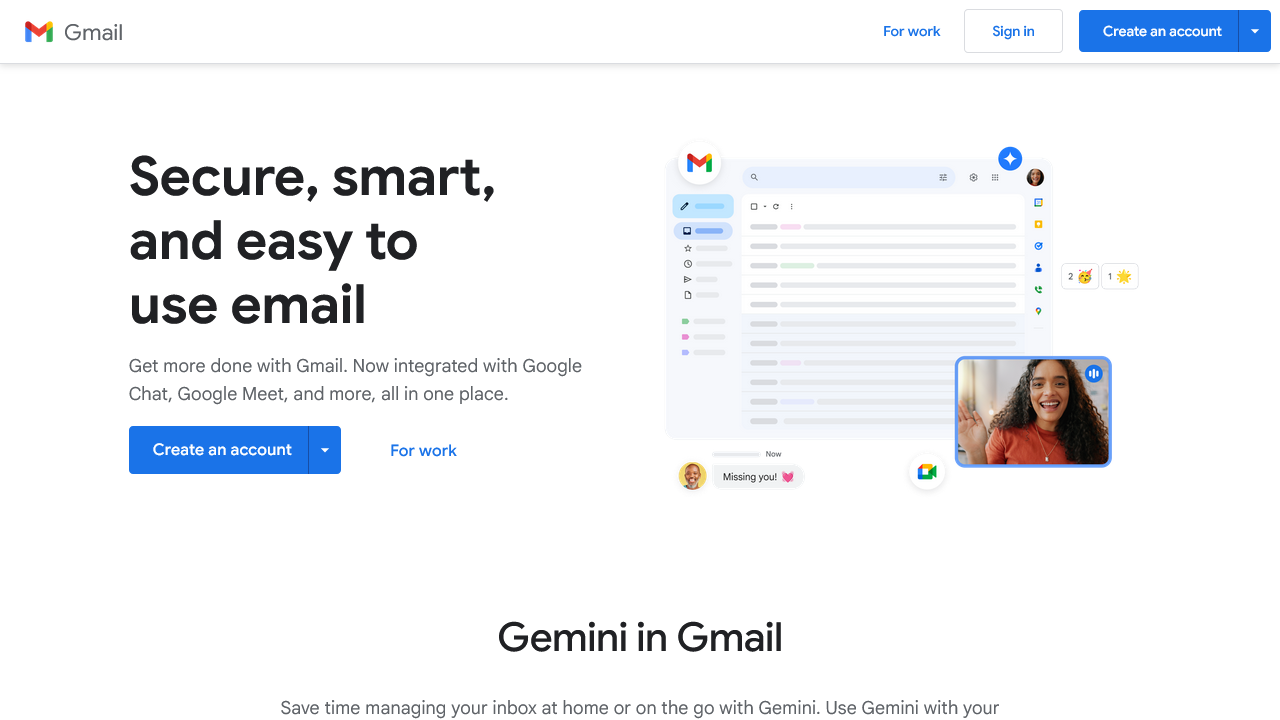 Gmail
For work
Sign in
Create an account
Secure, smart,
and easy to
use email
Get more done with Gmail. Now integrated with Google
Chat, Google Meet, and more, all in one place.
Create an account
For work
2
1
Now
Missing you!
Gemini in Gmail
Save time managing your inbox at home or on the go with Gemini. Use Gemini with your